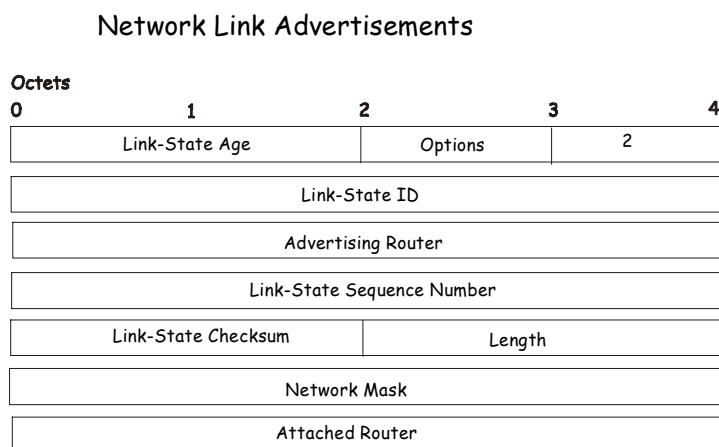 Network Link Advertisements
Octets
0 1 2 3 4
Link-State Age Options 2
Link-State ID
Advertising Router
Link-State Sequence Number
Link-State Checksum Length
Network Mask
Attached Router